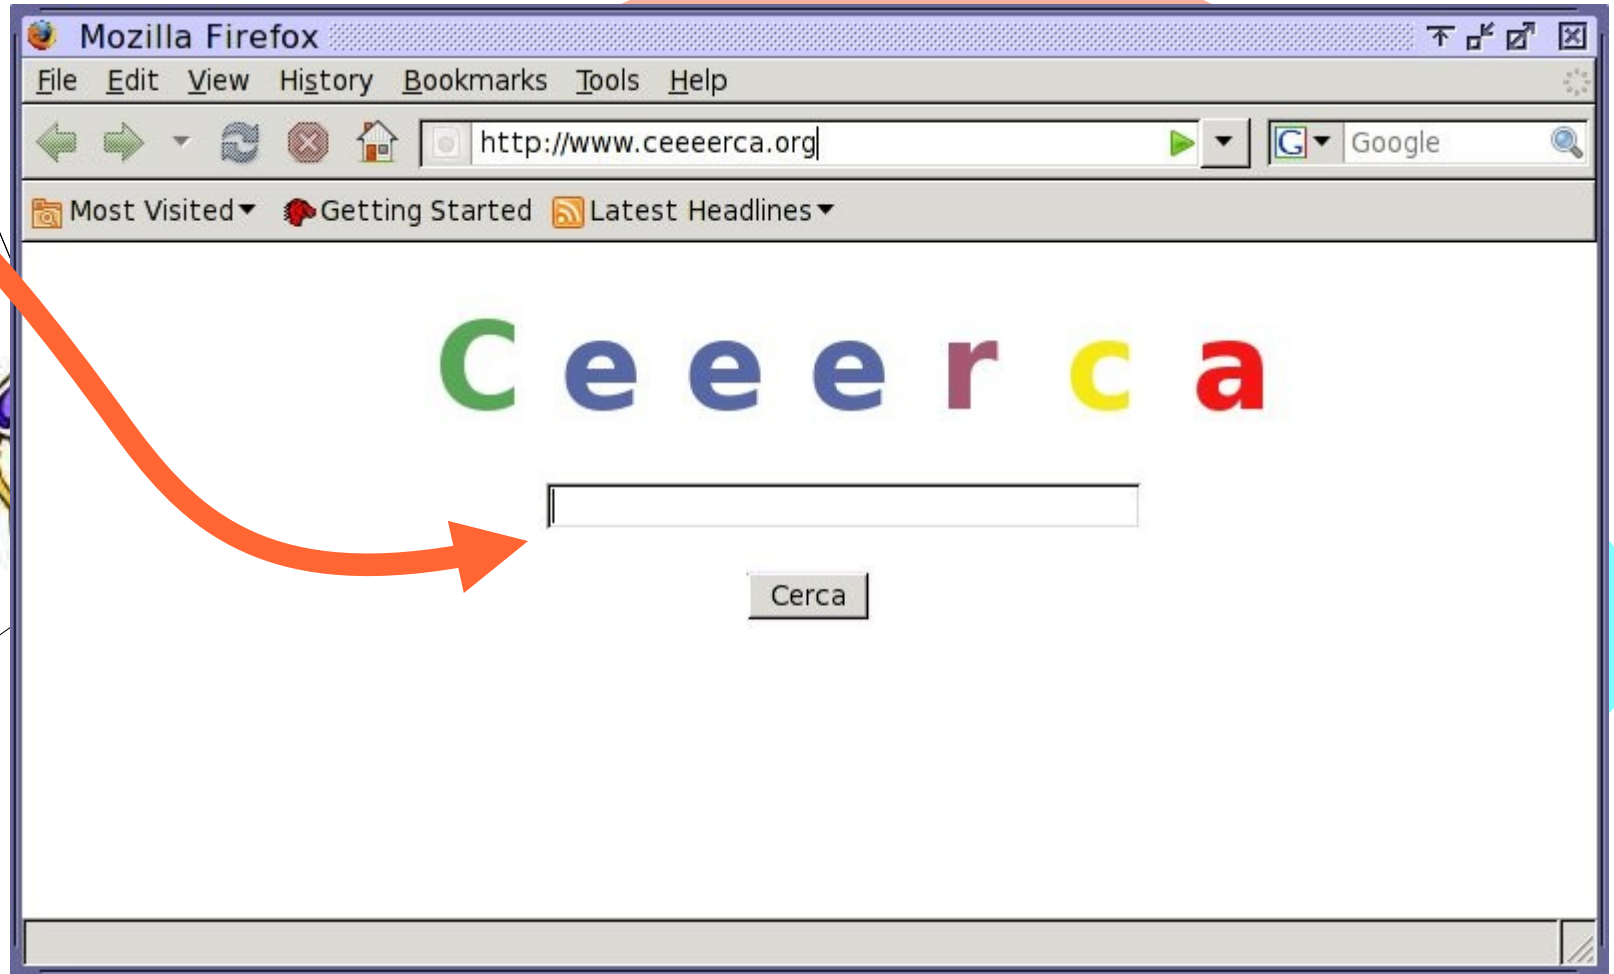 Mozilla Firefox
File Edit View History Bookmarks Tools Help
http://www.ceeeerca.org G Google
Most Visited Getting Started Latest Headlines
C e e e r c a
Cerca